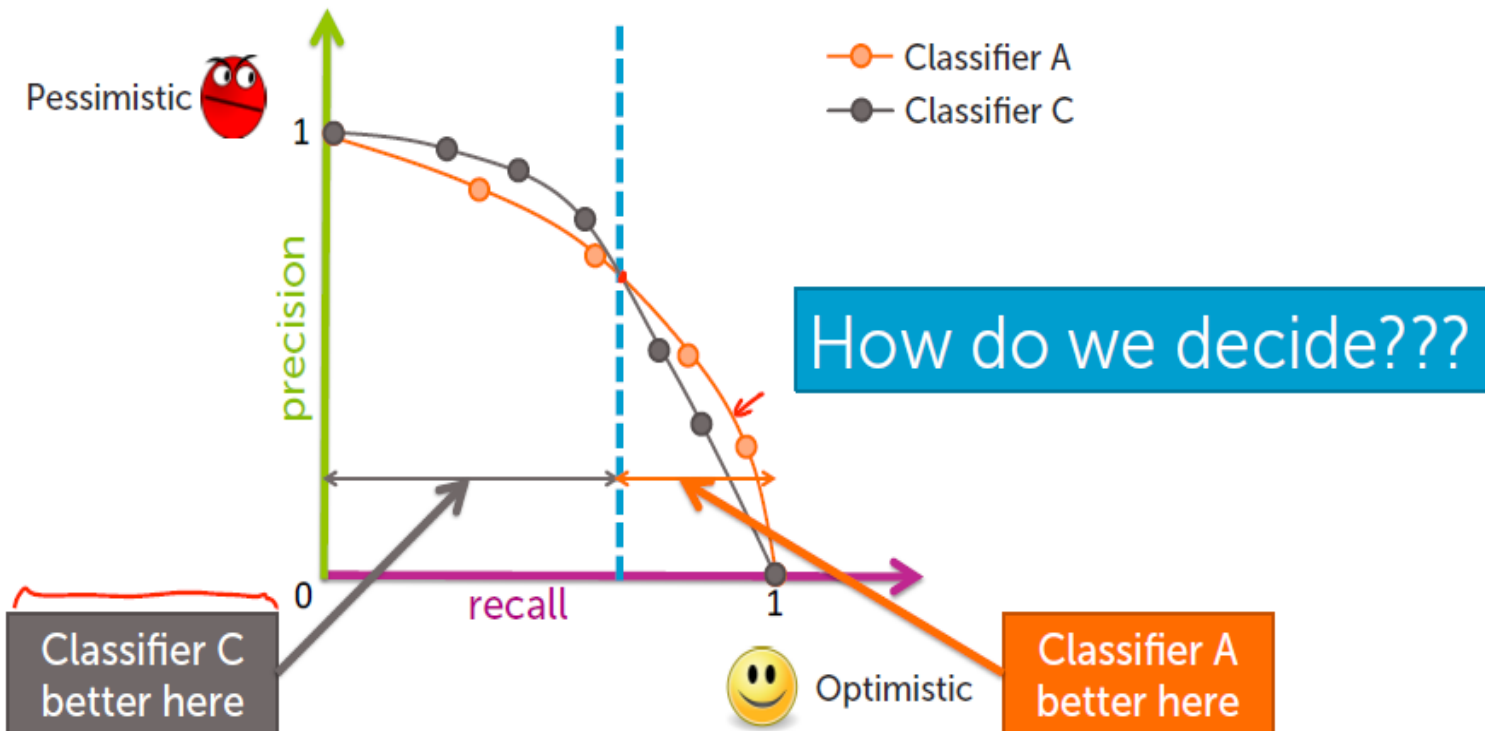 Pessimistic
Classifier A
Classifier C
1
precision
How do we decide???
0
recall
1
Classifier C
better here
Optimistic
Classifier A
better here